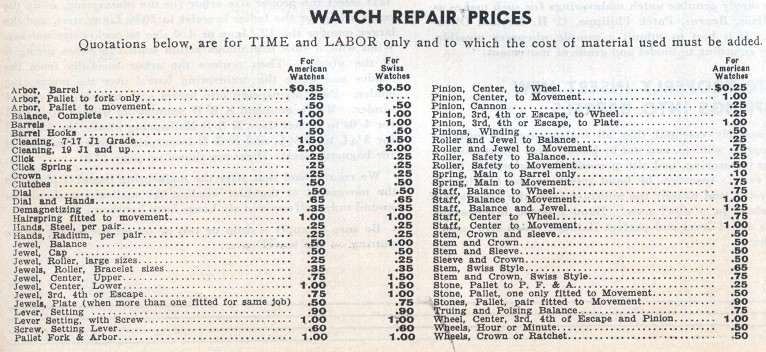 WATCH REPAIR PRICES
Quotations below, are for TIME and LABOR only and to which the cost of material used must be added.
For American Watches
For Swiss Watches
Arbor, Barrel $0.35 $0.50
Arbor, Pallet to fork only .25 ....
Arbor, Pallet to movement .50 .50
Balance, Complete 1.00 1.00
Barrels 1.00 1.00
Barrel Hooks .50 .50
Cleaning, 7-17 J1 Grade 1.50 1.50
Cleaning, 19 J1 and up 2.00 2.00
Click .25 .25
Click Spring .25 .25
Crown .25 .25
Clutches .50 .50
Dial .50 .50
Dial and Hands .65 .65
Demagnetizing .35 .35
Hairspring fitted to movement 1.00 1.00
Hands, Steel, per pair .25 .25
Hands, Radium, per pair .25 .25
Jewel, Balance 1.00 1.00
Jewel, Cap .50 .50
Jewel, Roller, large sizes .25 .25
Jewels, Roller, Bracelet sizes .35 .35
Jewel, Center, Upper .75 1.50
Jewel, Center, Lower 1.00 1.50
Jewel, 3rd, 4th or Escape .75 1.00
Jewels, Plate (when more than one fitted for same job) .50 .75
Lever, Setting .90 .90
Lever Setting, with Screw 1.00 1.00
Screw, Setting Lever .60 .60
Pallet Fork & Arbor 1.00 1.00
For American Watches
Pinion, Center, to Wheel $0.25
Pinion, Center, to Movement 1.00
Pinion, Cannon .25
Pinion, 3rd, 4th or Escape, to Wheel .25
Pinion, 3rd, 4th or Escape, to Plate 1.00
Pinions, Winding .50
Roller and Jewel to Balance .25
Roller and Jewel to Movement .75
Roller, Safety to Balance .25
Roller, Safety to Movement .50
Spring, Main to Barrel only .10
Spring, Main to Movement .75
Staff, Balance to Wheel .75
Staff, Balance to Movement 1.00
Staff, Balance and Jewel 1.25
Staff, Center to Wheel .75
Staff, Center to Movement 1.00
Stem, Crown and sleeve .50
Stem and Crown .50
Stem and Sleeve .25
Sleeve and Crown .50
Stem, Swiss Style .65
Stem and Crown, Swiss Style .75
Stone, Pallet to P. F. & A. .25
Stone, Pallet, one only fitted to Movement .50
Stones, Pallet, pair fitted to Movement .90
Truing and Poising Balance .75
Wheel, Center, 3rd, 4th of Escape and Pinion 1.00
Wheels, Hour or Minute .50
Wheels, Crown or Ratchet .50